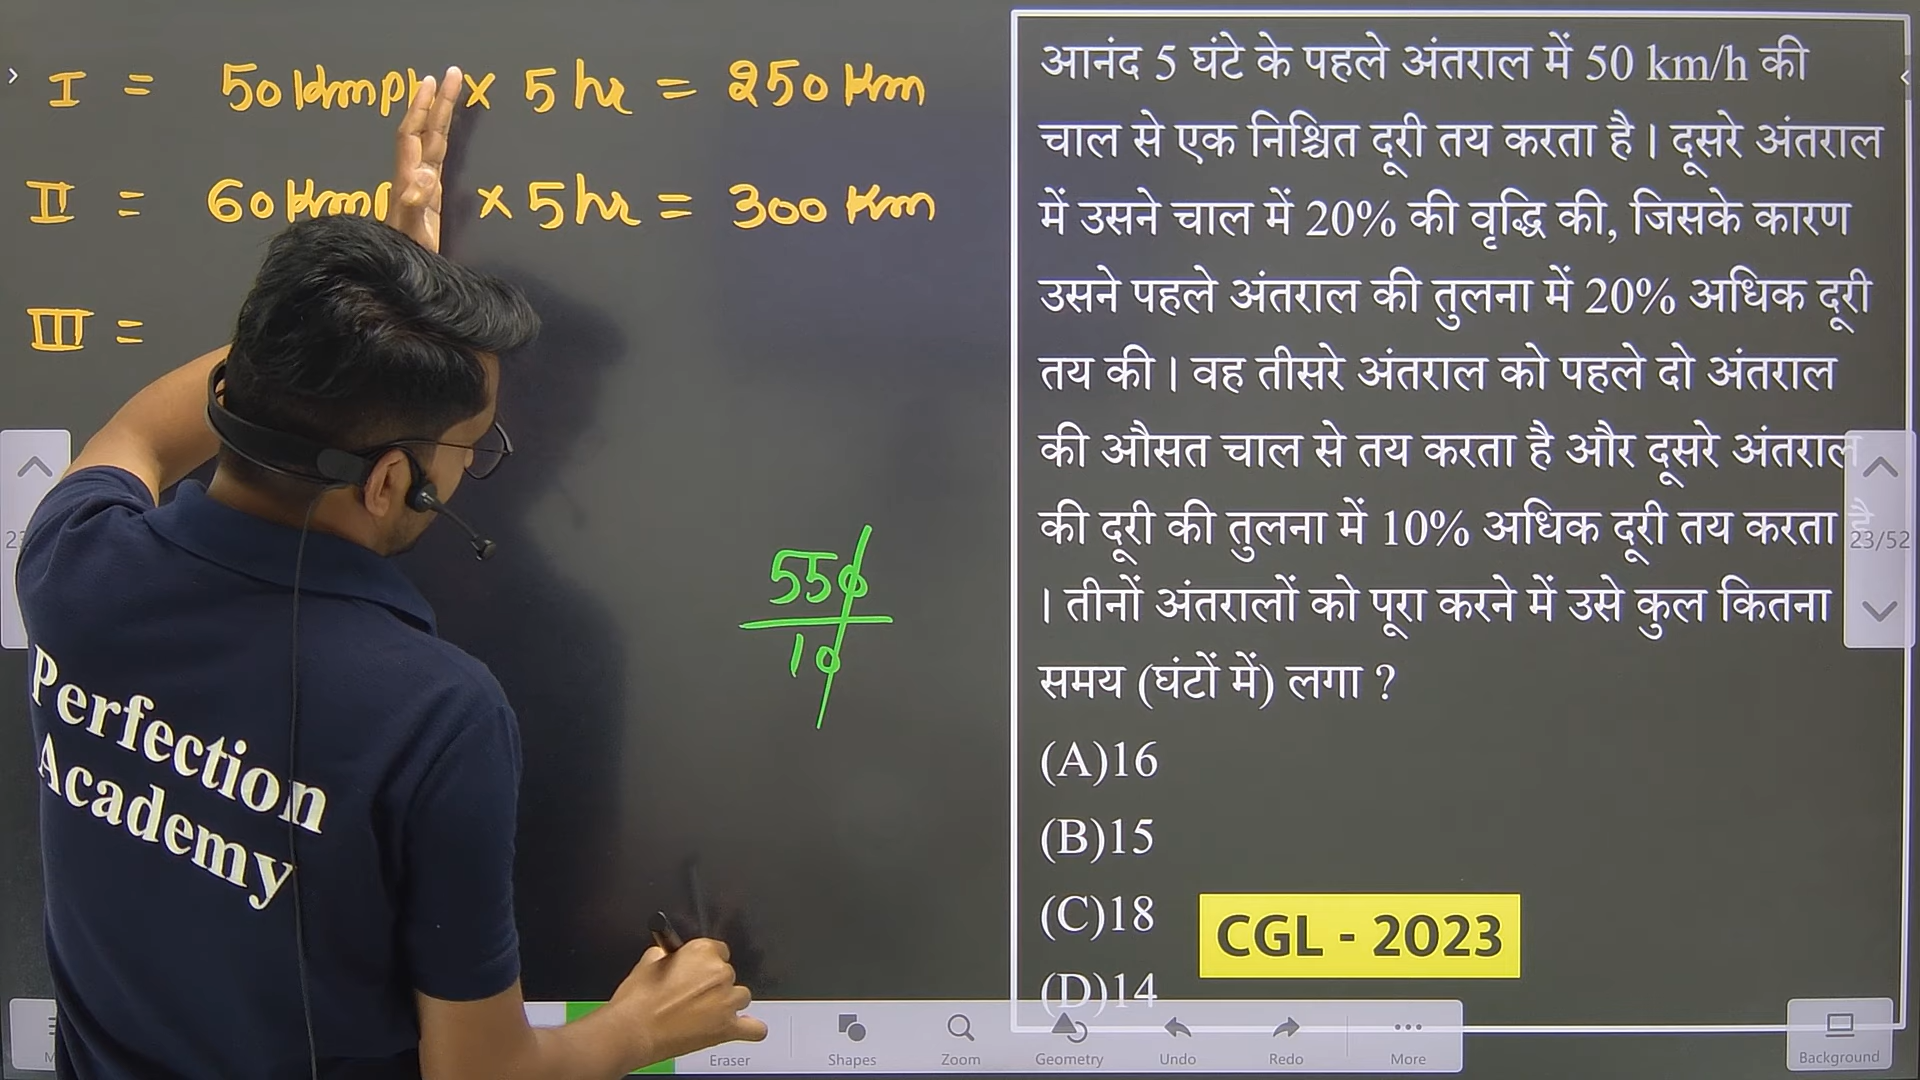 I = 50 kmph × 5 hr = 250 km
II = 60 km × 5 hr = 300 km
III =
550
10
Perfection
Academy
आनंद 5 घंटे के पहले अंतराल में 50 km/h की
चाल से एक निश्चित दूरी तय करता है। दूसरे अंतराल
में उसने चाल में 20% की वृद्धि की, जिसके कारण
उसने पहले अंतराल की तुलना में 20% अधिक दूरी
तय की। वह तीसरे अंतराल को पहले दो अंतराल
की औसत चाल से तय करता है और दूसरे अंतराल
की दूरी की तुलना में 10% अधिक दूरी तय करता है
। तीनों अंतरालों को पूरा करने में उसे कुल कितना
समय (घंटों में) लगा ?
(A)16
(B)15
(C)18
(D)14
CGL - 2023
23/52
Eraser
Shapes
Zoom
Geometry
Undo
Redo
More
Background